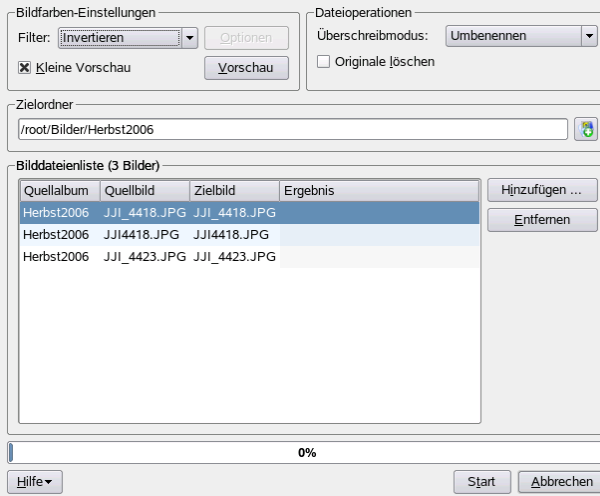 Bildfarben-Einstellungen
Filter: Invertieren Optionen
Kleine Vorschau Vorschau
Dateioperationen
Überschreibmodus: Umbenennen
Originale löschen
Zielordner
/root/Bilder/Herbst2006
Bilddateienliste (3 Bilder)
Quellalbum Quellbild Zielbild Ergebnis
Herbst2006 JJI_4418.JPG JJI_4418.JPG
Herbst2006 JJI4418.JPG JJI4418.JPG
Herbst2006 JJI_4423.JPG JJI_4423.JPG
Hinzufügen ...
Entfernen
0%
Hilfe Start Abbrechen